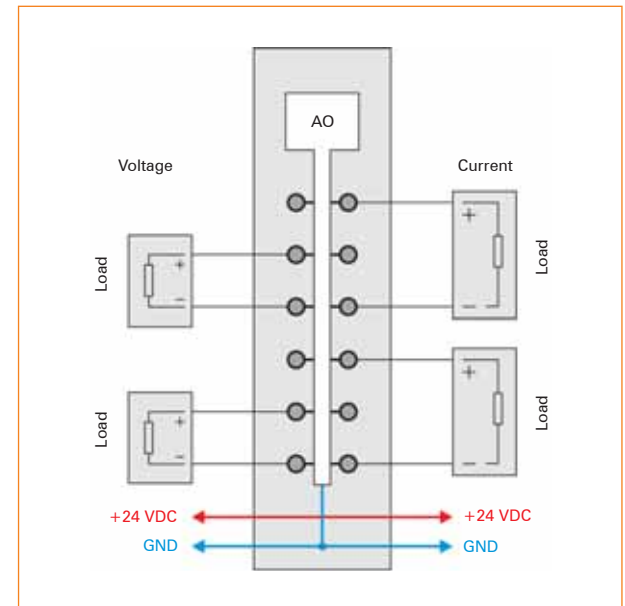 AO
Voltage
Current
+
Load
Load
+
-
- -
+
Load
Load
+
-
- -
+24 VDC
+24 VDC
GND
GND